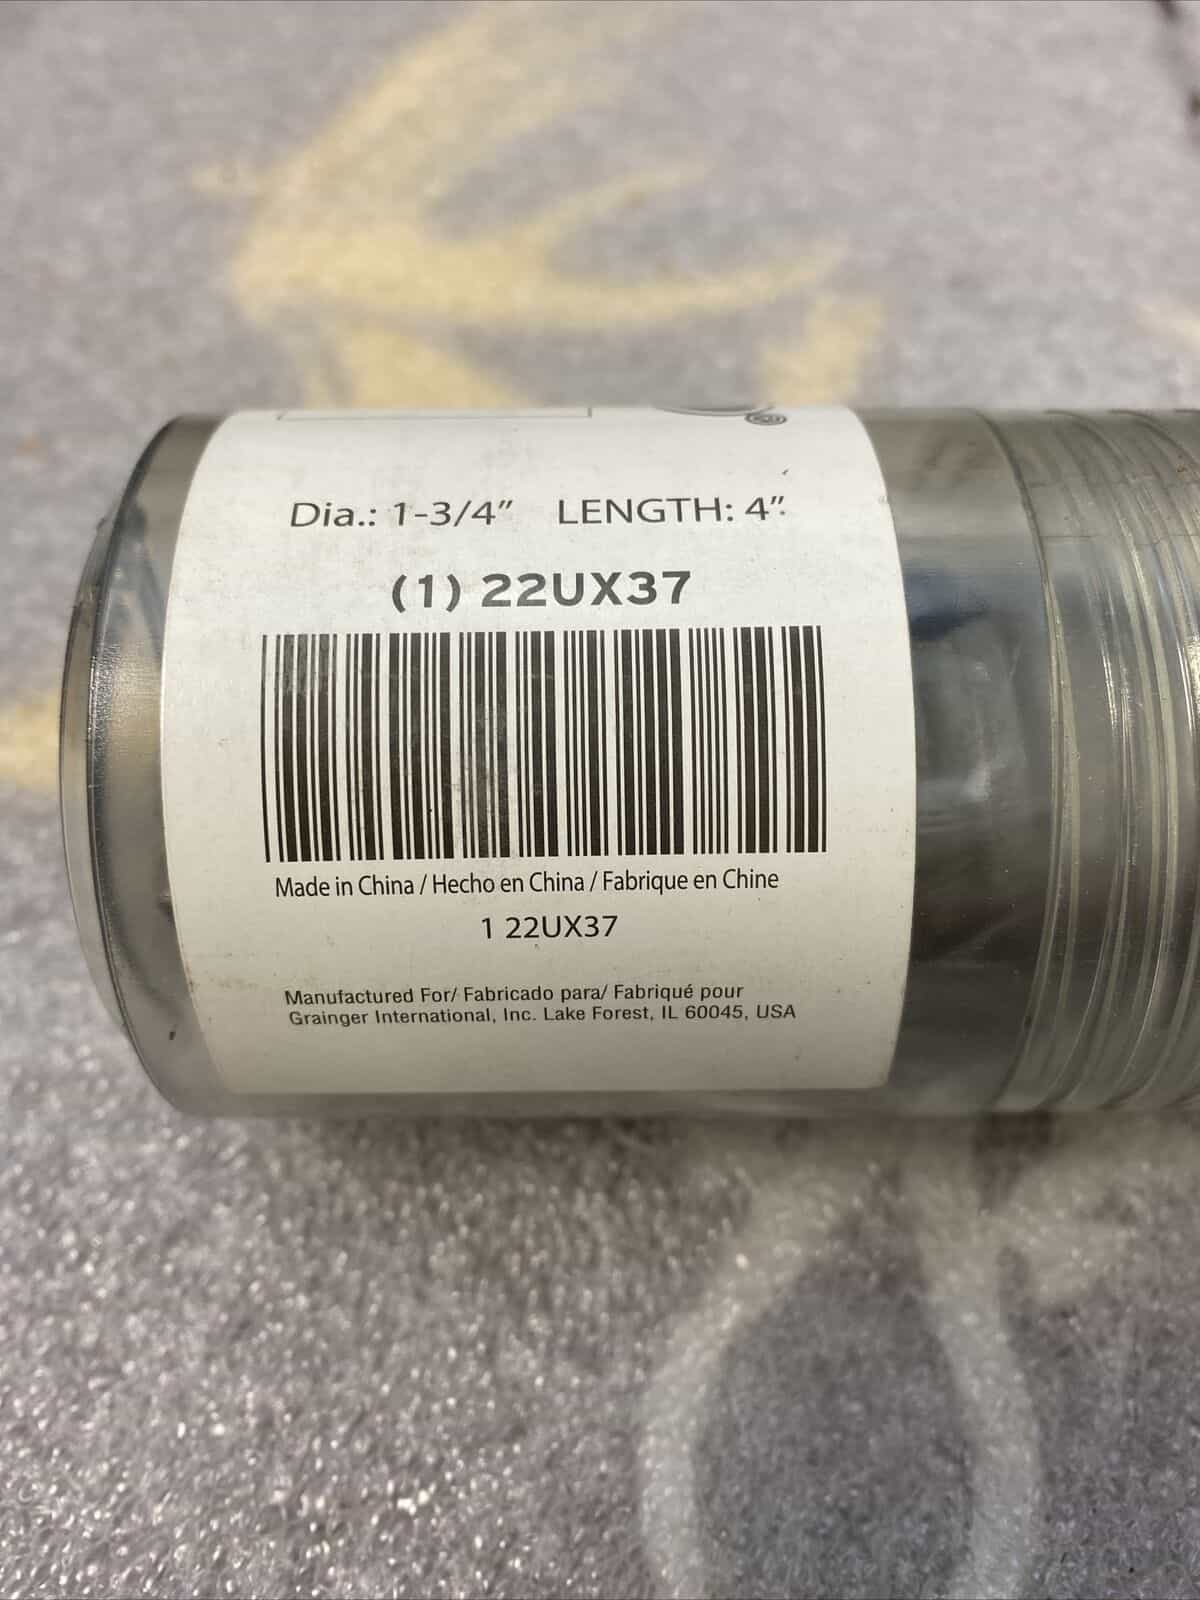 ®
Dia.: 1-3/4" LENGTH: 4"
(1) 22UX37
Made in China / Hecho en China / Fabrique en Chine
1 22UX37
Manufactured For/ Fabricado para/ Fabriqué pour
Grainger International, Inc. Lake Forest, IL 60045, USA